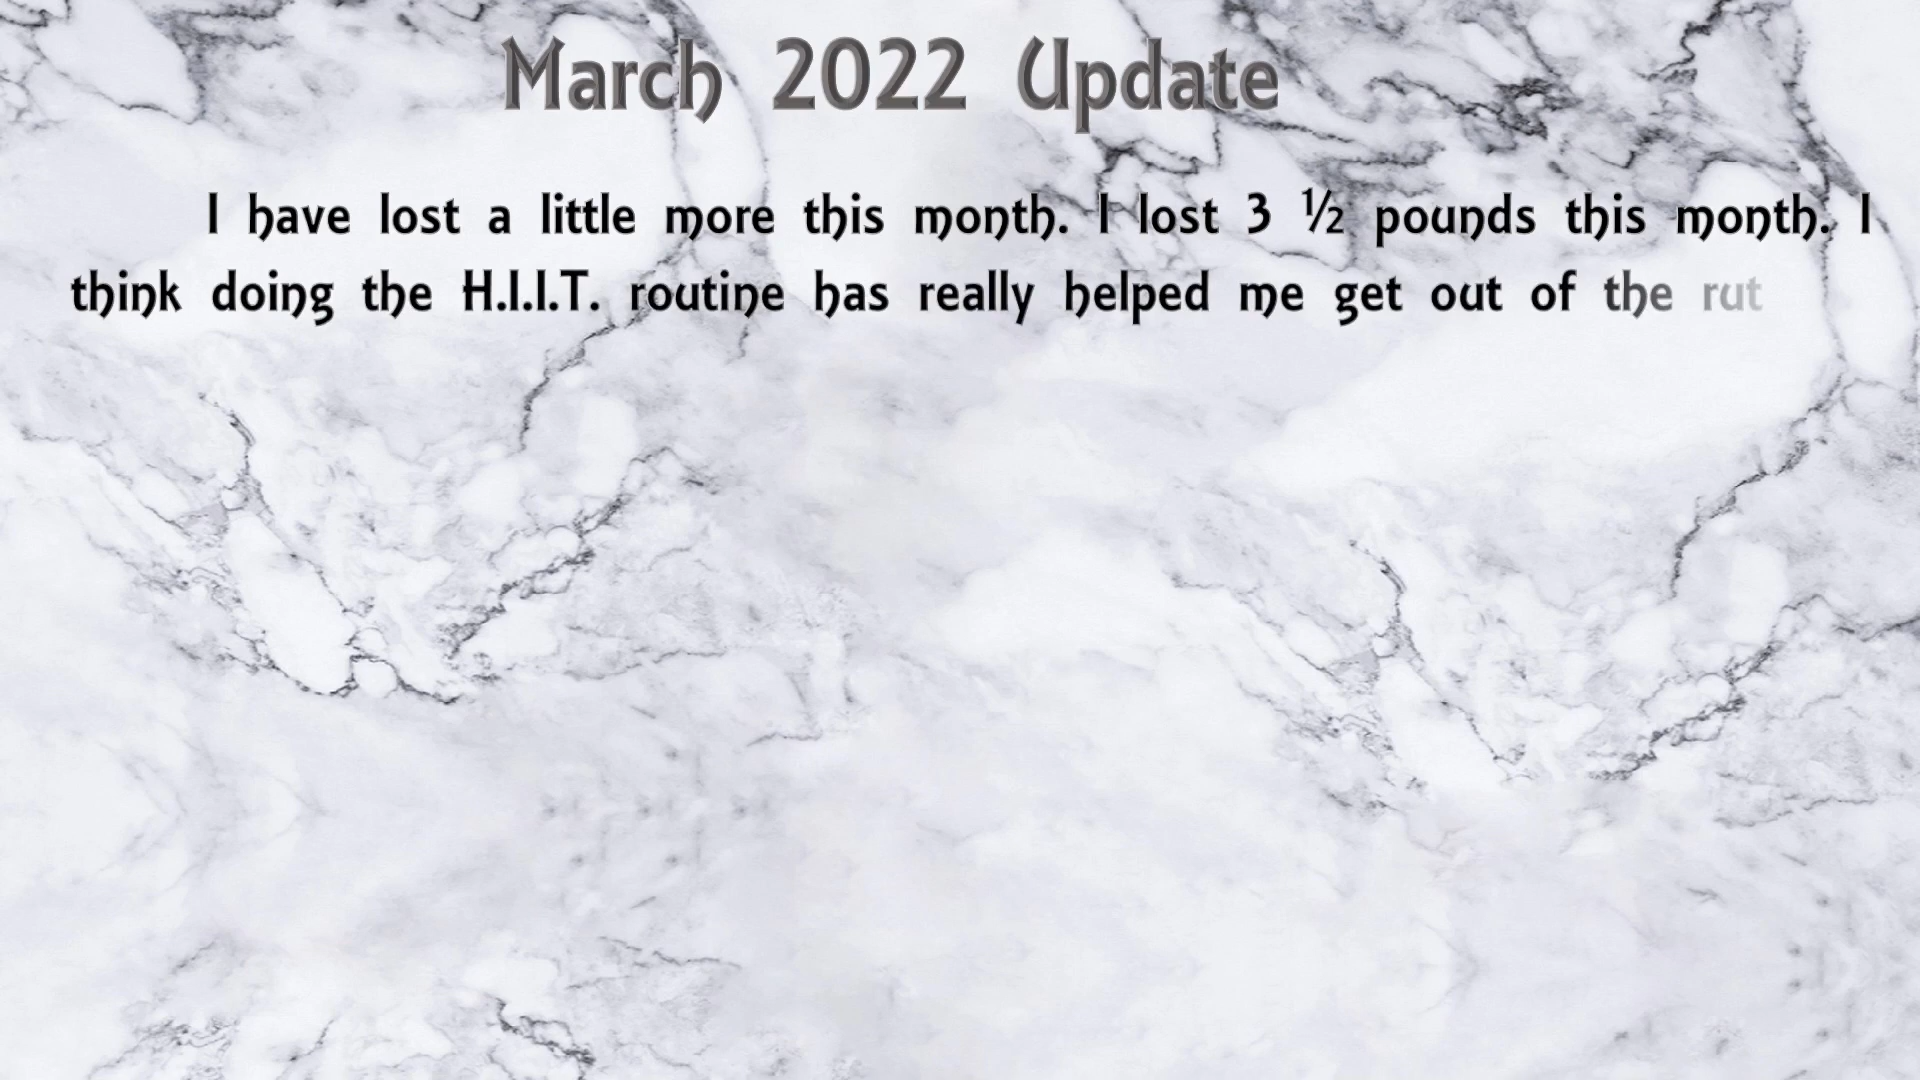 March 2022 Update
I have lost a little more this month. I lost 3 ½ pounds this month. I
think doing the H.I.I.T. routine has really helped me get out of the rut